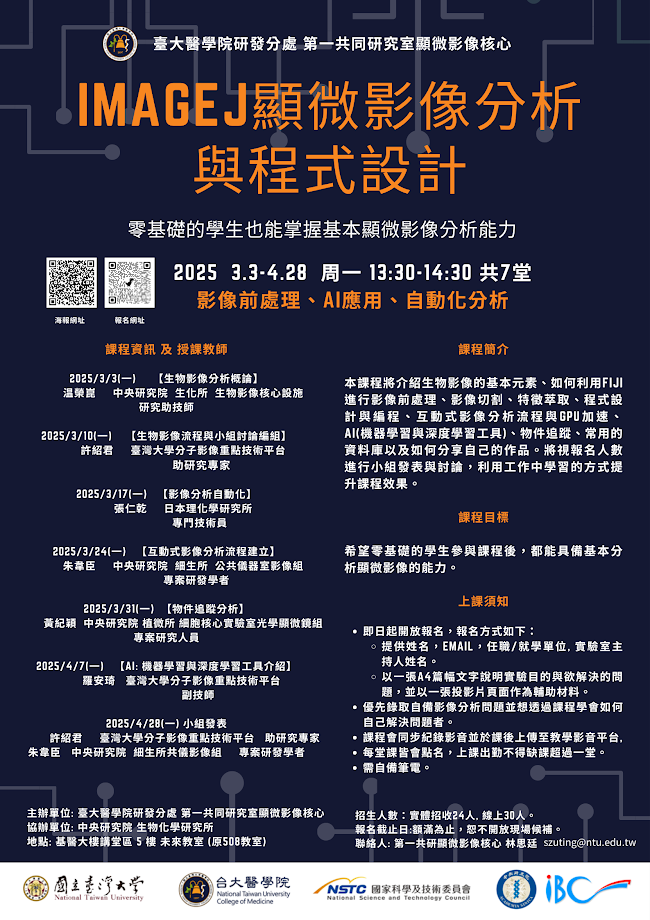 臺大醫學院研發分處 第一共同研究室顯微影像核心
IMAGEJ顯微影像分析
與程式設計
零基礎的學生也能掌握基本顯微影像分析能力
2025 3.3-4.28 周一 13:30-14:30 共7堂
影像前處理、AI應用、自動化分析
海報網址
報名網址
課程資訊 及 授課教師
2025/3/3(一) 【生物影像分析概論】
溫榮崑 中央研究院 生化所 生物影像核心設施
研究助技師
2025/3/10(一) 【生物影像流程與小組討論編組】
許紹君 臺灣大學分子影像重點技術平台
助研究專家
2025/3/17(一) 【影像分析自動化】
張仁乾 日本理化學研究所
專門技術員
2025/3/24(一) 【互動式影像分析流程建立】
朱韋臣 中央研究院 細生所 公共儀器室影像組
專案研發學者
2025/3/31(一) 【物件追蹤分析】
黃紀穎 中央研究院 植微所 細胞核心實驗室光學顯微鏡組
專案研究人員
2025/4/7(一) 【AI: 機器學習與深度學習工具介紹】
羅安琦 臺灣大學分子影像重點技術平台
副技師
2025/4/28(一) 小組發表
許紹君 臺灣大學分子影像重點技術平台 助研究專家
朱韋臣 中央研究院 細生所共儀影像組 專案研發學者
課程簡介
本課程將介紹生物影像的基本元素、如何利用FIJI
進行影像前處理、影像切割、特徵萃取、程式設
計與編程、互動式影像分析流程與GPU加速、
AI(機器學習與深度學習工具)、物件追蹤、常用的
資料庫以及如何分享自己的作品。將視報名人數
進行小組發表與討論，利用工作中學習的方式提
升課程效果。
課程目標
希望零基礎的學生參與課程後，都能具備基本分
析顯微影像的能力。
上課須知
• 即日起開放報名，報名方式如下：
○ 提供姓名，EMAIL，任職/就學單位，實驗室主
持人姓名。
○ 以一張A4篇幅文字說明實驗目的與欲解決的問
題，並以一張投影片頁面作為輔助材料。
• 優先錄取自備影像分析問題並想透過課程學會如何
自己解決問題者。
• 課程會同步紀錄影音並於課後上傳至教學影音平台，
• 每堂課皆會點名，上課出勤不得缺課超過一堂。
• 需自備筆電。
主辦單位: 臺大醫學院研發分處 第一共同研究室顯微影像核心
協辦單位: 中央研究院 生物化學研究所
地點: 基醫大樓講堂區 5 樓 未來教室 (原508教室)
招生人數：實體招收24人, 線上30人。
報名截止日:額滿為止，恕不開放現場候補。
聯絡人: 第一共研顯微影像核心 林思廷 szuting@ntu.edu.tw
國立臺灣大學
National Taiwan University
台大醫學院
National Taiwan University
College of Medicine
NSTC 國家科學及技術委員會
National Science and Technology Council
iBC